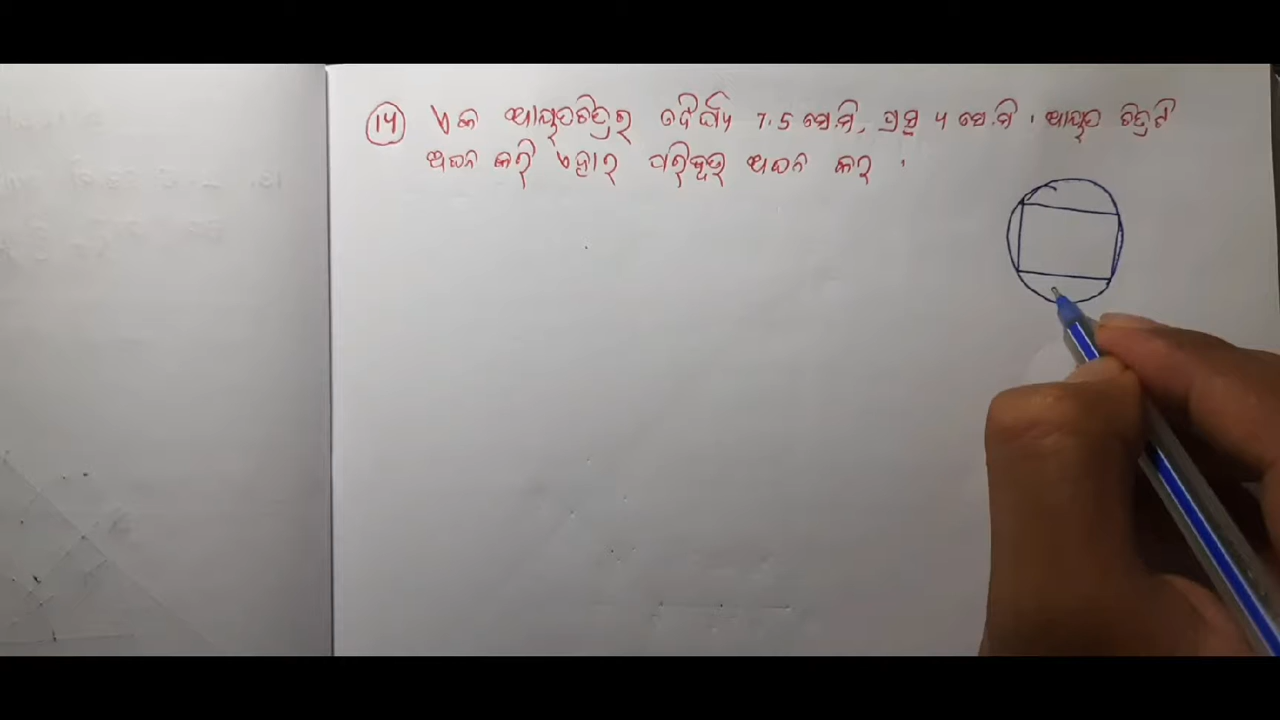 (14) ଏକ ଆୟତଚିତ୍ରର ଦୈର୍ଘ୍ୟ 7.5 ସେ.ମି, ପ୍ରସ୍ଥ 4 ସେ.ମି । ଆୟତ ଚିତ୍ରଟି
ଅଙ୍କନ କରି ଏହାର ପରିବୃତ୍ତ ଅଙ୍କନ କର ।